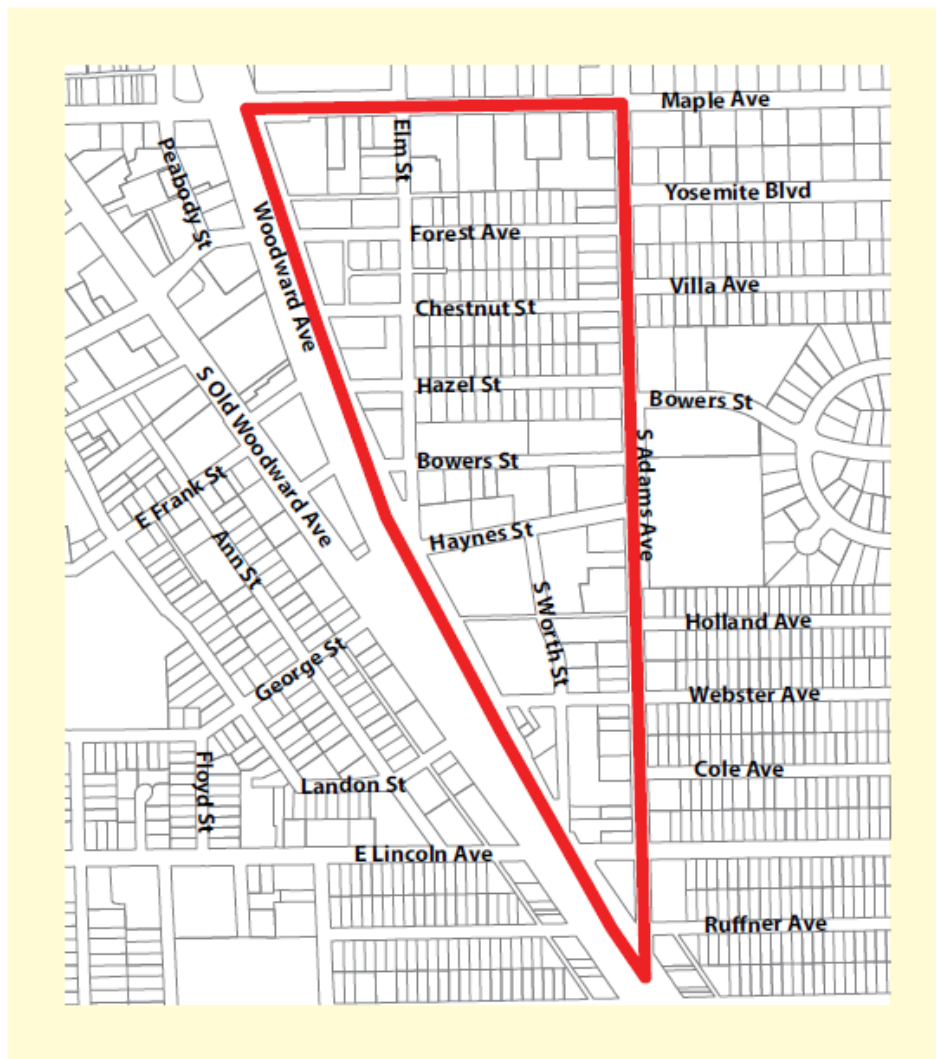 Maple Ave
Elm St
Peabody St
Yosemite Blvd
Woodward Ave
Forest Ave
Villa Ave
Chestnut St
S Old Woodward Ave
Hazel St
Bowers St
Bowers St
S Adams Ave
E Frank St
Haynes St
Ann St
S Worth St
Holland Ave
George St
Webster Ave
Floyd St
Cole Ave
Landon St
E Lincoln Ave
Ruffner Ave